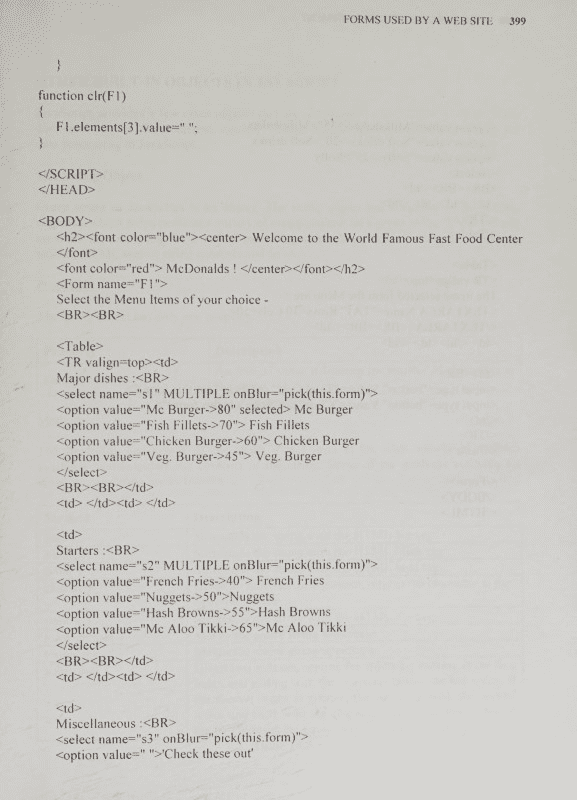 FORMS USED BY A WEB SITE 399
}
function clr(F1)
{
F1.elements[3].value=" ";
}
</SCRIPT>
</HEAD>
<BODY>
<h2><font color="blue"><center> Welcome to the World Famous Fast Food Center
</font>
<font color="red"> McDonalds ! </center></font></h2>
<Form name="F1">
Select the Menu Items of your choice -
<BR><BR>
<Table>
<TR valign=top><td>
Major dishes :<BR>
<select name="s1" MULTIPLE onBlur="pick(this.form)">
<option value="Mc Burger->80" selected> Mc Burger
<option value="Fish Fillets->70"> Fish Fillets
<option value="Chicken Burger->60"> Chicken Burger
<option value="Veg. Burger->45"> Veg. Burger
</select>
<BR><BR></td>
<td> </td><td> </td>
<td>
Starters :<BR>
<select name="s2" MULTIPLE onBlur="pick(this.form)">
<option value="French Fries->40"> French Fries
<option value="Nuggets->50">Nuggets
<option value="Hash Browns->55">Hash Browns
<option value="Mc Aloo Tikki->65">Mc Aloo Tikki
</select>
<BR><BR></td>
<td> </td><td> </td>
<td>
Miscellaneous :<BR>
<select name="s3" onBlur="pick(this.form)">
<option value=" ">'Check these out'